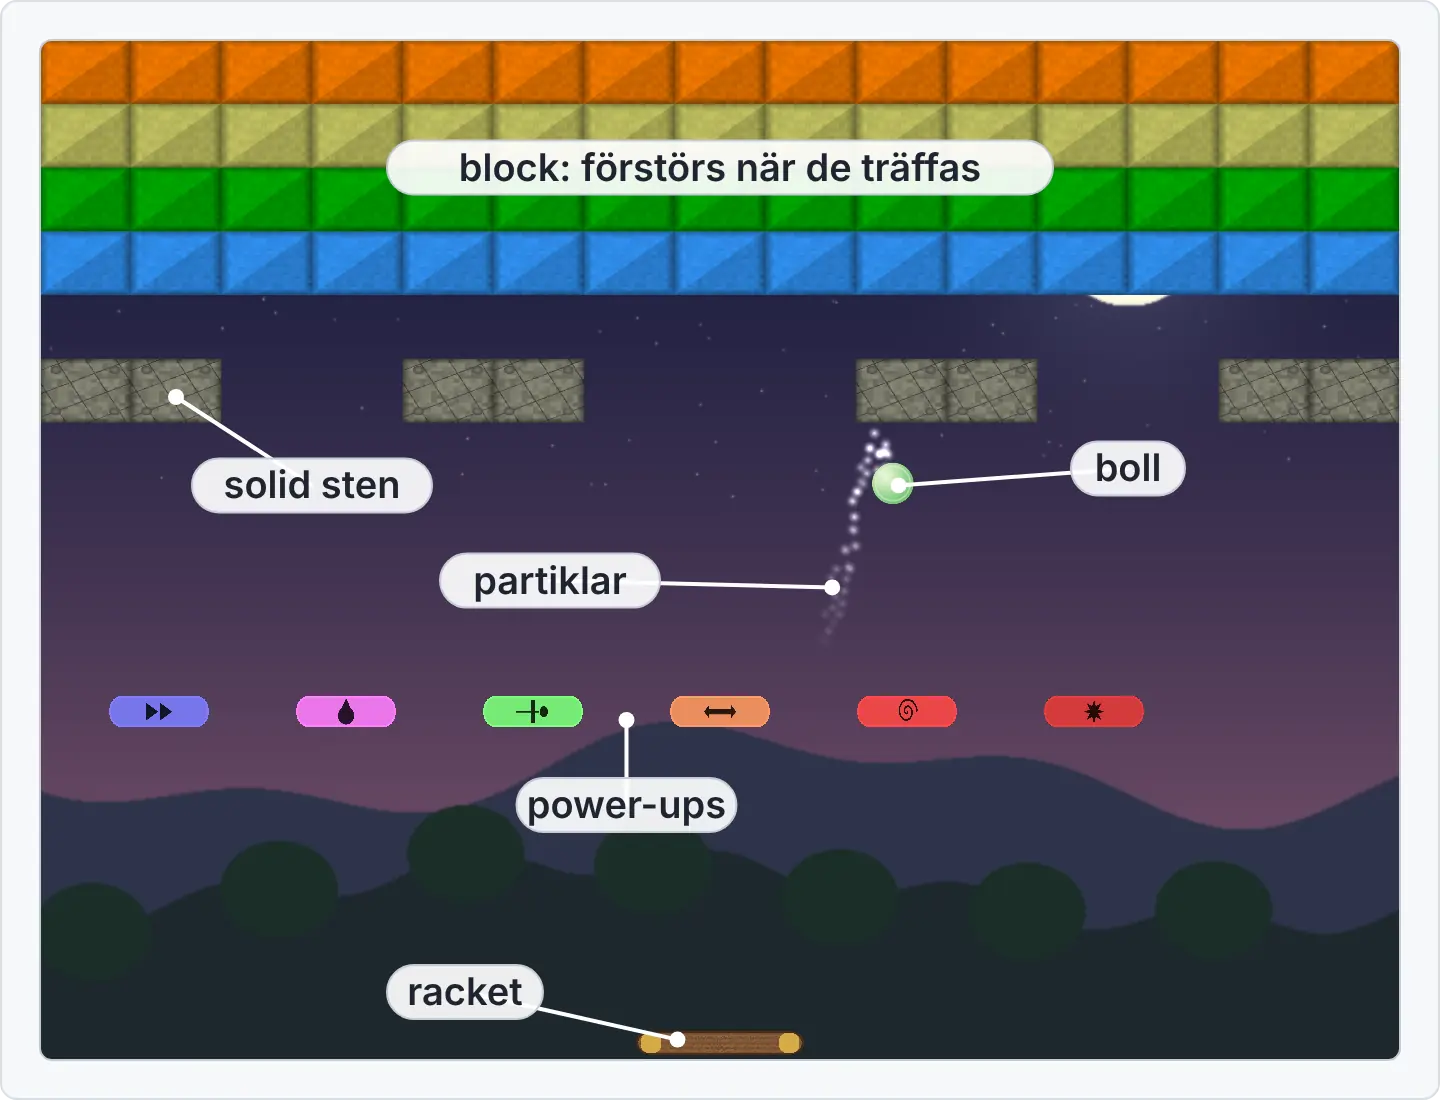 block: förstörs när de träffas
solid sten
boll
partiklar
power-ups
racket